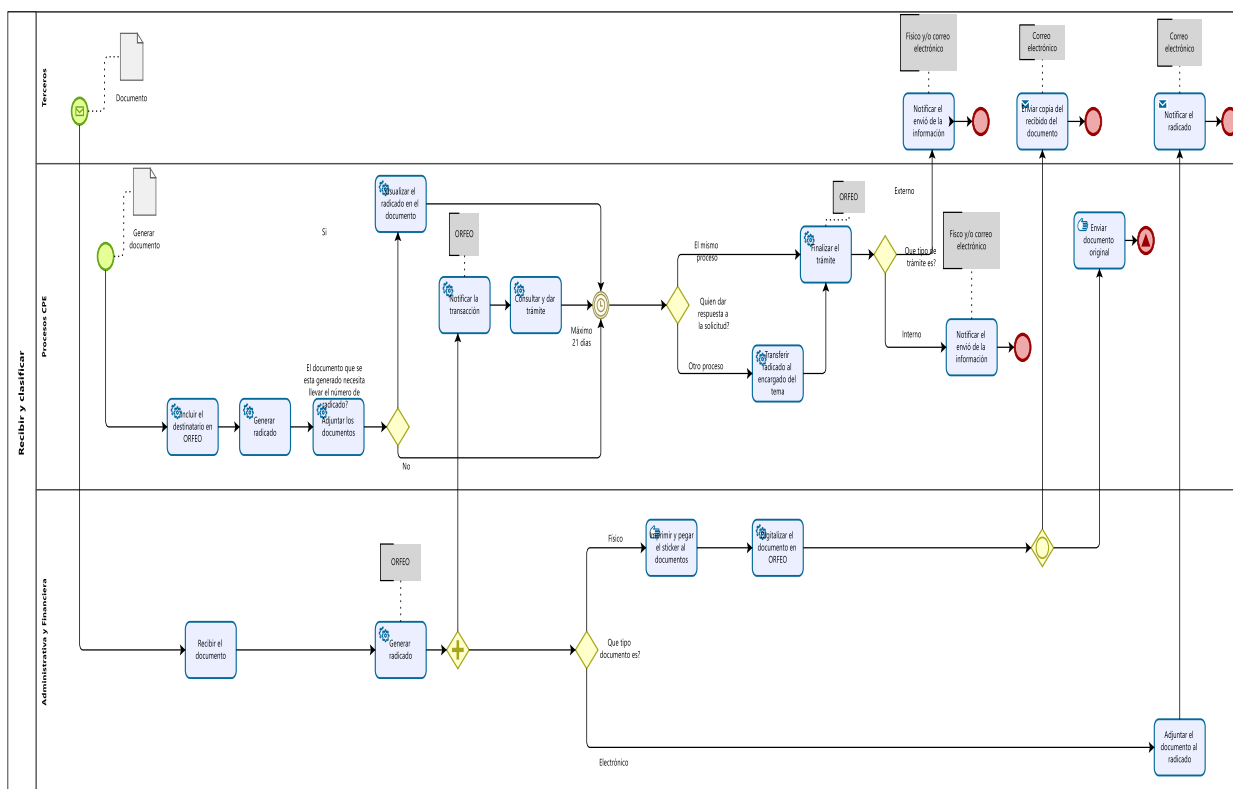 Recibir y clasificar
Terceros
Documento
Físico y/o correo
electrónico
Notificar el
envió de la
información
Correo
electrónico
Enviar copia del
recibido del
documento
Correo
electrónico
Notificar el
radicado
Procesos CPE
Generar
documento
Incluir el
destinatario en
ORFEO
Generar
radicado
Adjuntar los
documentos
El documento que se
esta generado necesita
llevar el número de
radicado?
Si
No
Visualizar el
radicado en el
documento
ORFEO
Notificar la
transacción
Consultar y dar
trámite
Máximo
21 días
Quien dar
respuesta a
la solicitud?
El mismo
proceso
Otro proceso
Transferir
radicado al
encargado del
tema
ORFEO
Finalizar el
trámite
Que tipo de
trámite es?
Externo
Interno
Fisco y/o correo
electrónico
Notificar el
envió de la
información
Enviar
documento
original
Administrativa y Financiera
Recibir el
documento
ORFEO
Generar
radicado
Que tipo
documento es?
Físico
Electrónico
Imprimir y pegar
el sticker al
documentos
Digitalizar el
documento en
ORFEO
Adjuntar el
documento al
radicado